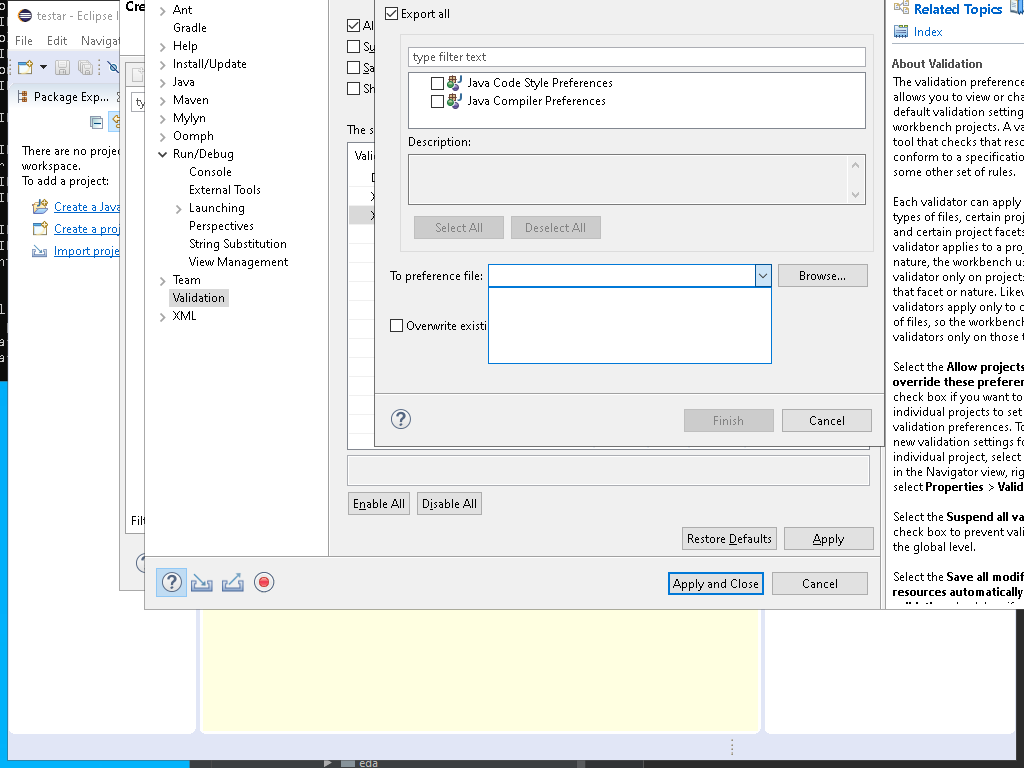 testar - Eclipse I
File Edit Navigat
Package Exp...
There are no proje
workspace.
To add a project:
Create a Java
Create a proj
Import proje
Cre
ty
Filt
Ant
Gradle
Help
Install/Update
Java
Maven
Mylyn
Oomph
Run/Debug
Console
External Tools
Launching
Perspectives
String Substitution
View Management
Team
Validation
XML
Al
Su
Sa
Sh
The s
Vali
Export all
type filter text
Java Code Style Preferences
Java Compiler Preferences
Description:
Select All Deselect All
To preference file:
Browse...
Overwrite existi
Finish Cancel
Enable All Disable All
Restore Defaults Apply
Apply and Close Cancel
Related Topics
Index
About Validation
The validation preference
allows you to view or cha
default validation setting
workbench projects. A va
tool that checks that reso
conform to a specificatio
some other set of rules.
Each validator can apply
types of files, certain proj
and certain project facets
validator applies to a proj
nature, the workbench u
validator only on projects
that facet or nature. Likev
validators apply only to c
of files, so the workbench
validators only on those t
Select the Allow projects
override these preferen
check box if you want to
individual projects to set
validation preferences. To
new validation settings fo
individual project, select
in the Navigator view, rig
select Properties > Valid
Select the Suspend all va
check box to prevent vali
the global level.
Select the Save all modif
resources automatically
eda